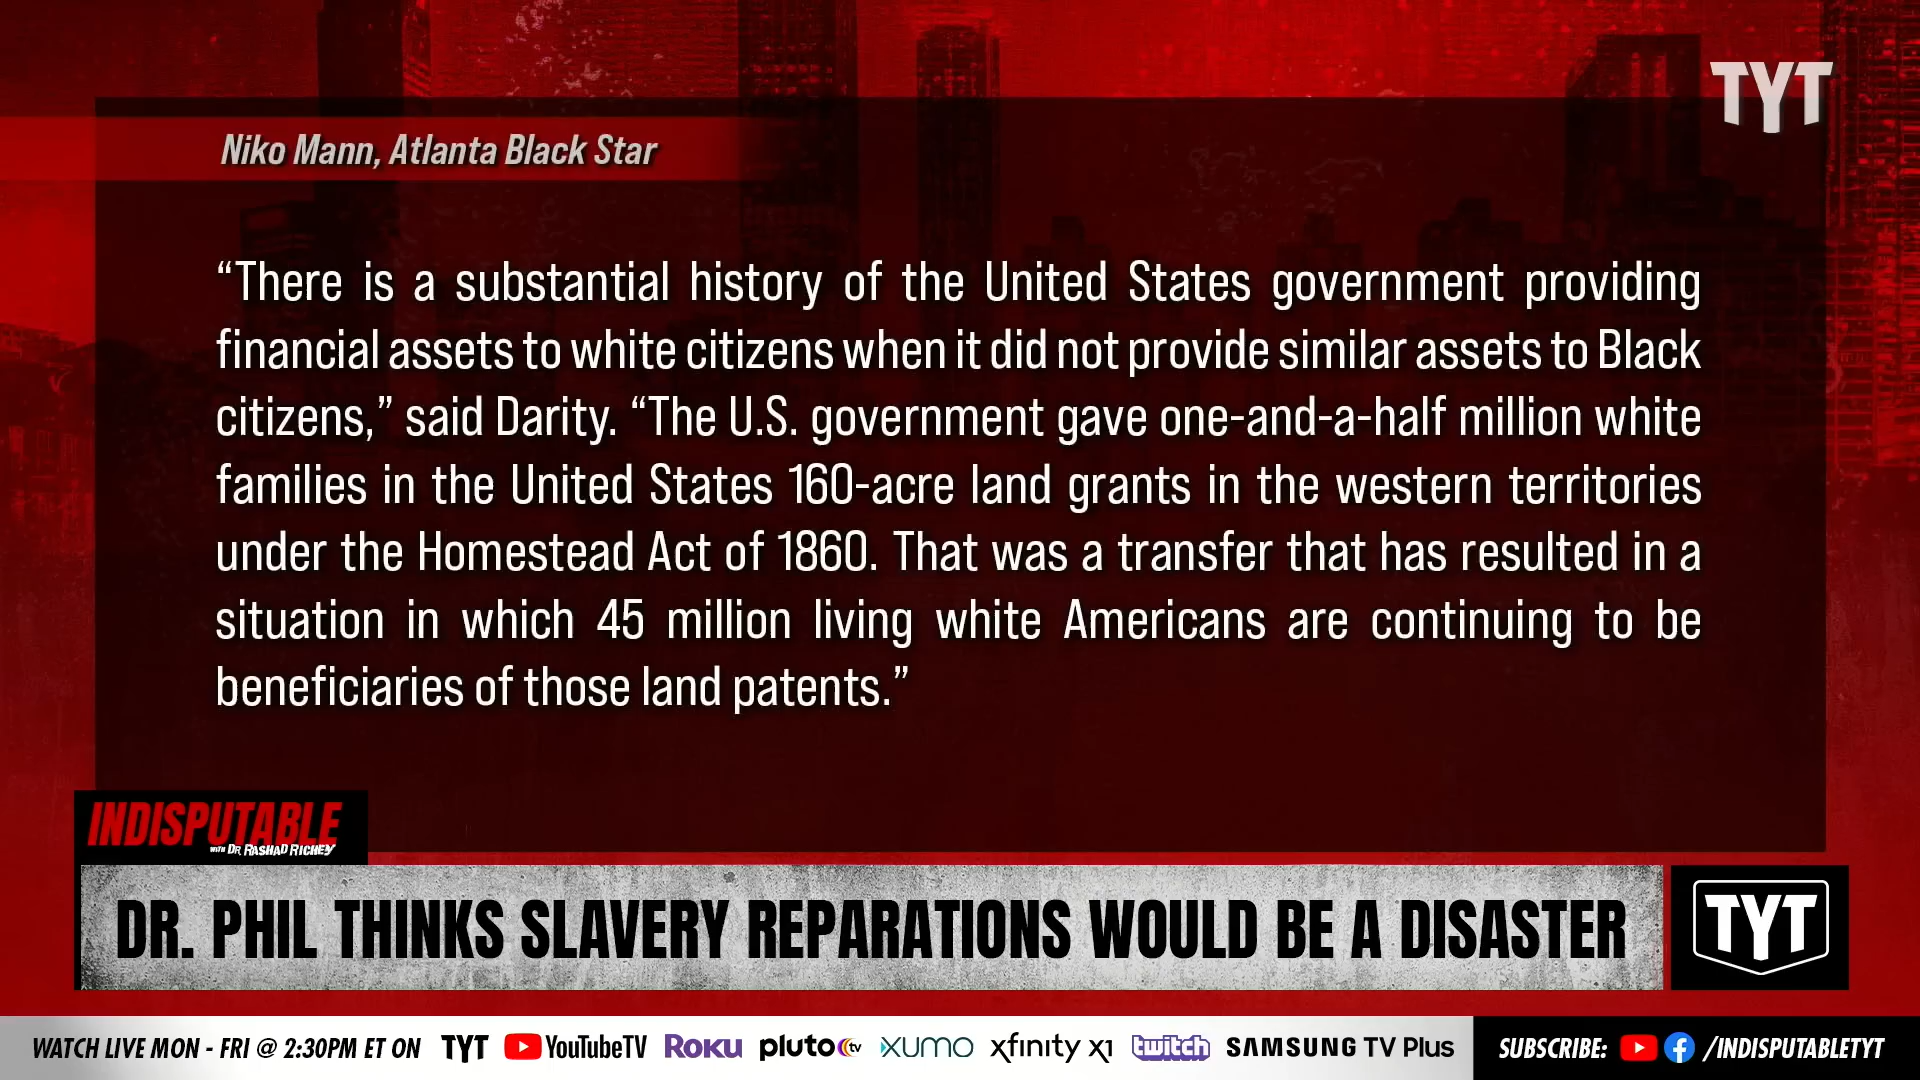 TYT
Niko Mann, Atlanta Black Star
“There is a substantial history of the United States government providing
financial assets to white citizens when it did not provide similar assets to Black
citizens,” said Darity. “The U.S. government gave one-and-a-half million white
families in the United States 160-acre land grants in the western territories
under the Homestead Act of 1860. That was a transfer that has resulted in a
situation in which 45 million living white Americans are continuing to be
beneficiaries of those land patents.”
INDISPUTABLE
WITH DR RASHAD RICHEY
DR. PHIL THINKS SLAVERY REPARATIONS WOULD BE A DISASTER
TYT
WATCH LIVE MON - FRI @ 2:30PM ET ON TYT YouTubeTV Roku pluto tv xumo xfinity x1 twitch SAMSUNG TV Plus SUBSCRIBE: /INDISPUTABLETYT